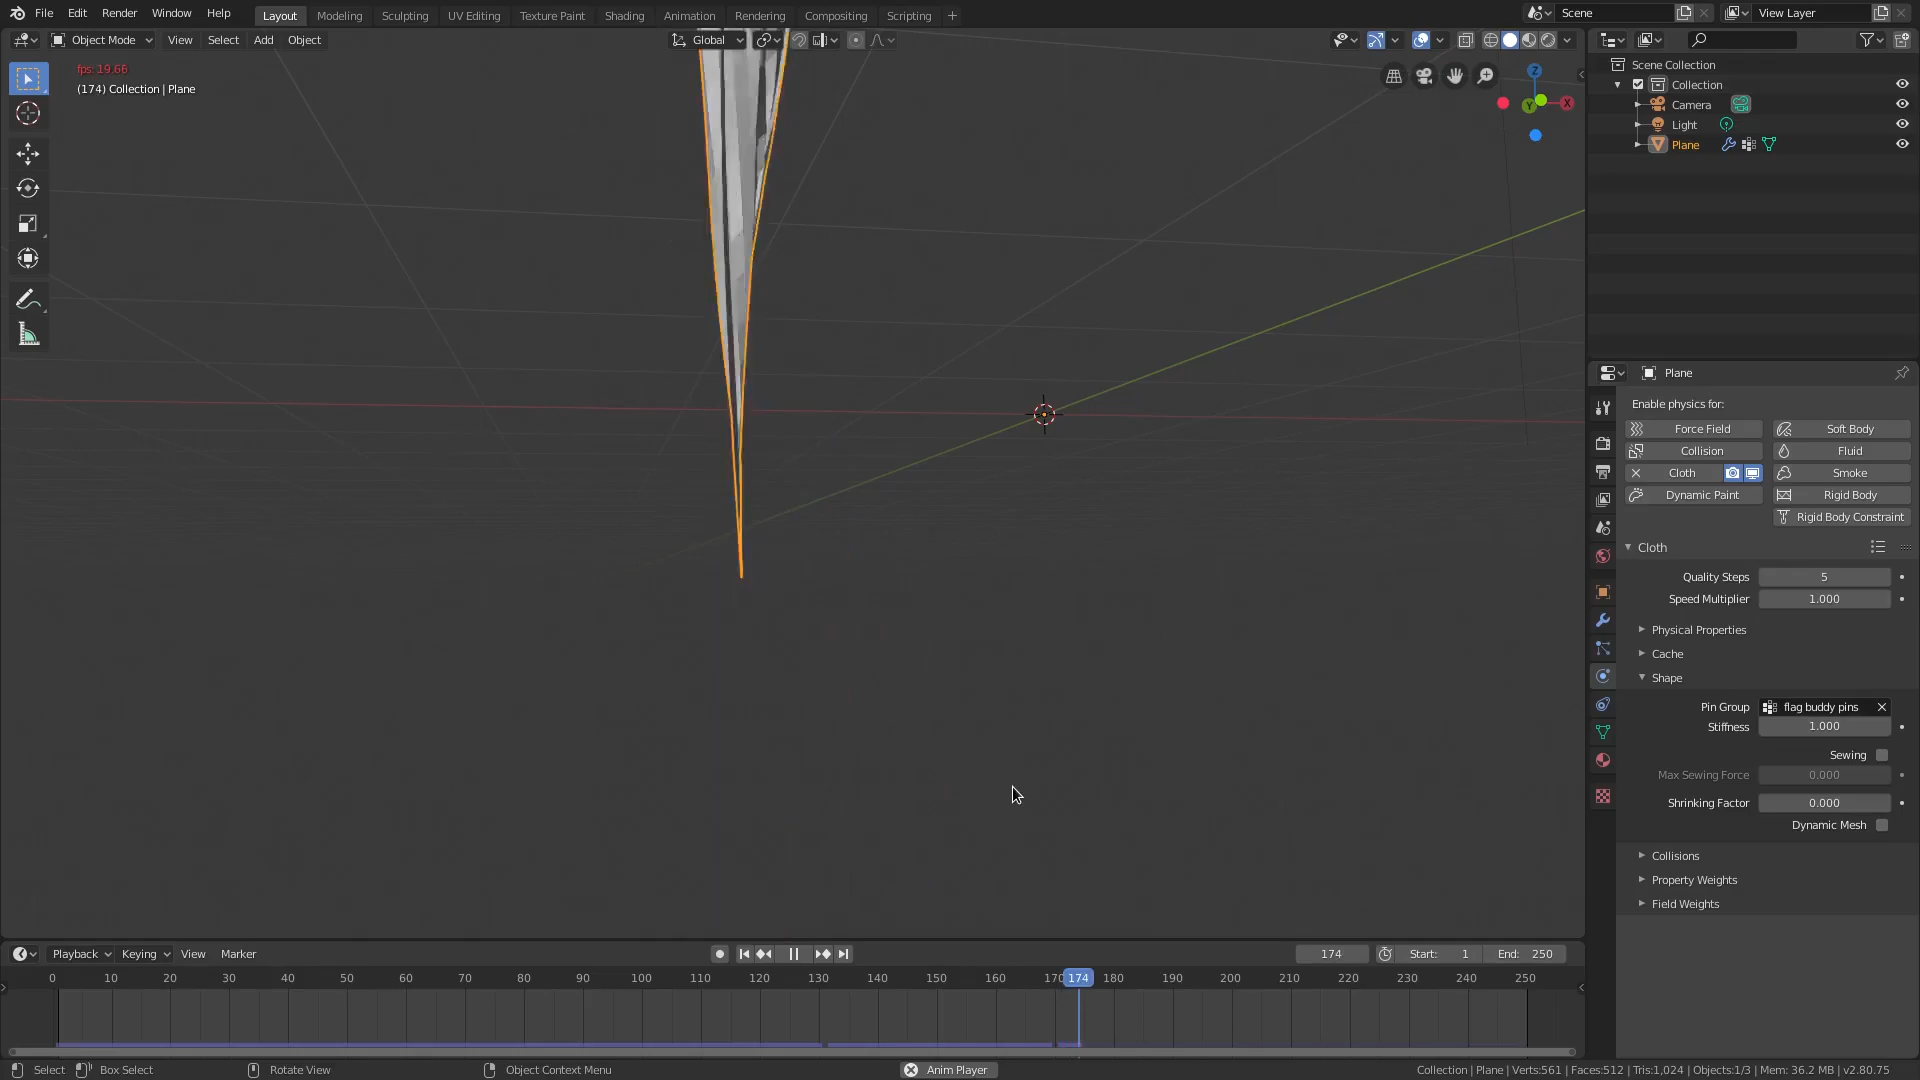 File Edit Render Window Help Layout Modeling Sculpting UV Editing Texture Paint Shading Animation Rendering Compositing Scripting + Scene View Layer
Object Mode View Select Add Object Global
fps: 19.66
(174) Collection | Plane
Z
X
Y
Scene Collection
Collection
Camera
Light
Plane
Plane
Enable physics for:
Force Field Soft Body
Collision Fluid
Cloth Smoke
Dynamic Paint Rigid Body
Rigid Body Constraint
Cloth
Quality Steps 5
Speed Multiplier 1.000
Physical Properties
Cache
Shape
Pin Group flag buddy pins
Stiffness 1.000
Sewing
Max Sewing Force 0.000
Shrinking Factor 0.000
Dynamic Mesh
Collisions
Property Weights
Field Weights
Playback Keying View Marker 174 Start: 1 End: 250
0 10 20 30 40 50 60 70 80 90 100 110 120 130 140 150 160 170 174 180 190 200 210 220 230 240 250
Select Box Select Rotate View Object Context Menu Anim Player Collection | Plane | Verts:561 | Faces:512 | Tris:1,024 | Objects:1/3 | Mem: 36.2 MB | v2.80.75